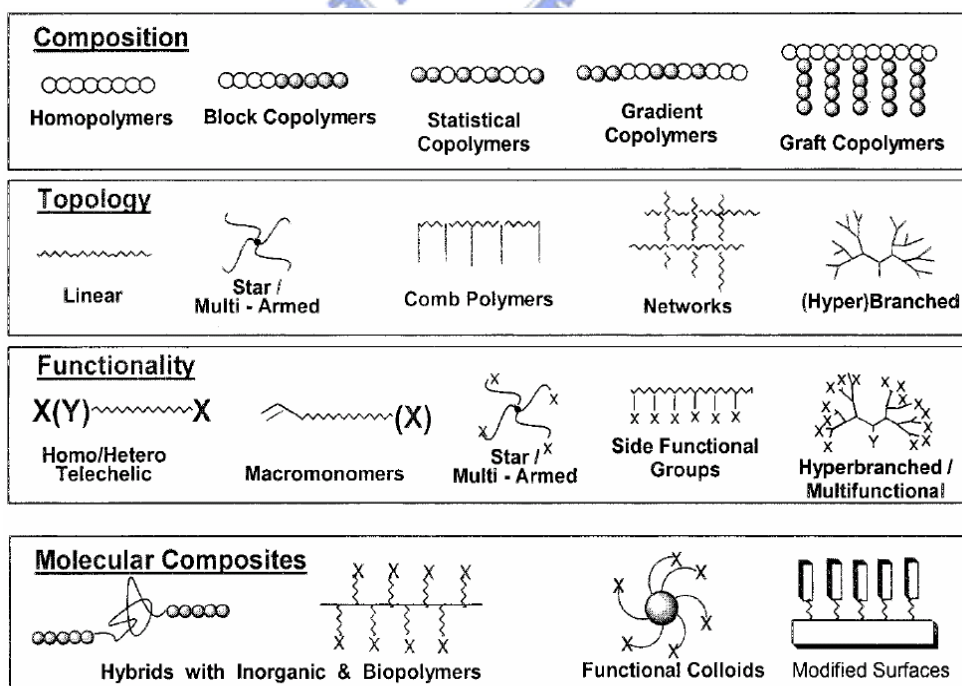 Composition
Homopolymers
Block Copolymers
Statistical
Copolymers
Gradient
Copolymers
Graft Copolymers
Topology
Linear
Star /
Multi - Armed
Comb Polymers
Networks
(Hyper)Branched
Functionality
X(Y) X
Homo/Hetero
Telechelic
(X)
Macromonomers
X X X X
Star /
Multi - Armed
X X X X X X
Side Functional
Groups
X X X X X X X X X X X X X X
Y
Hyperbranched /
Multifunctional
Molecular Composites
X X X X
X X X X
Hybrids with Inorganic & Biopolymers
X X X X X X
Functional Colloids
Modified Surfaces